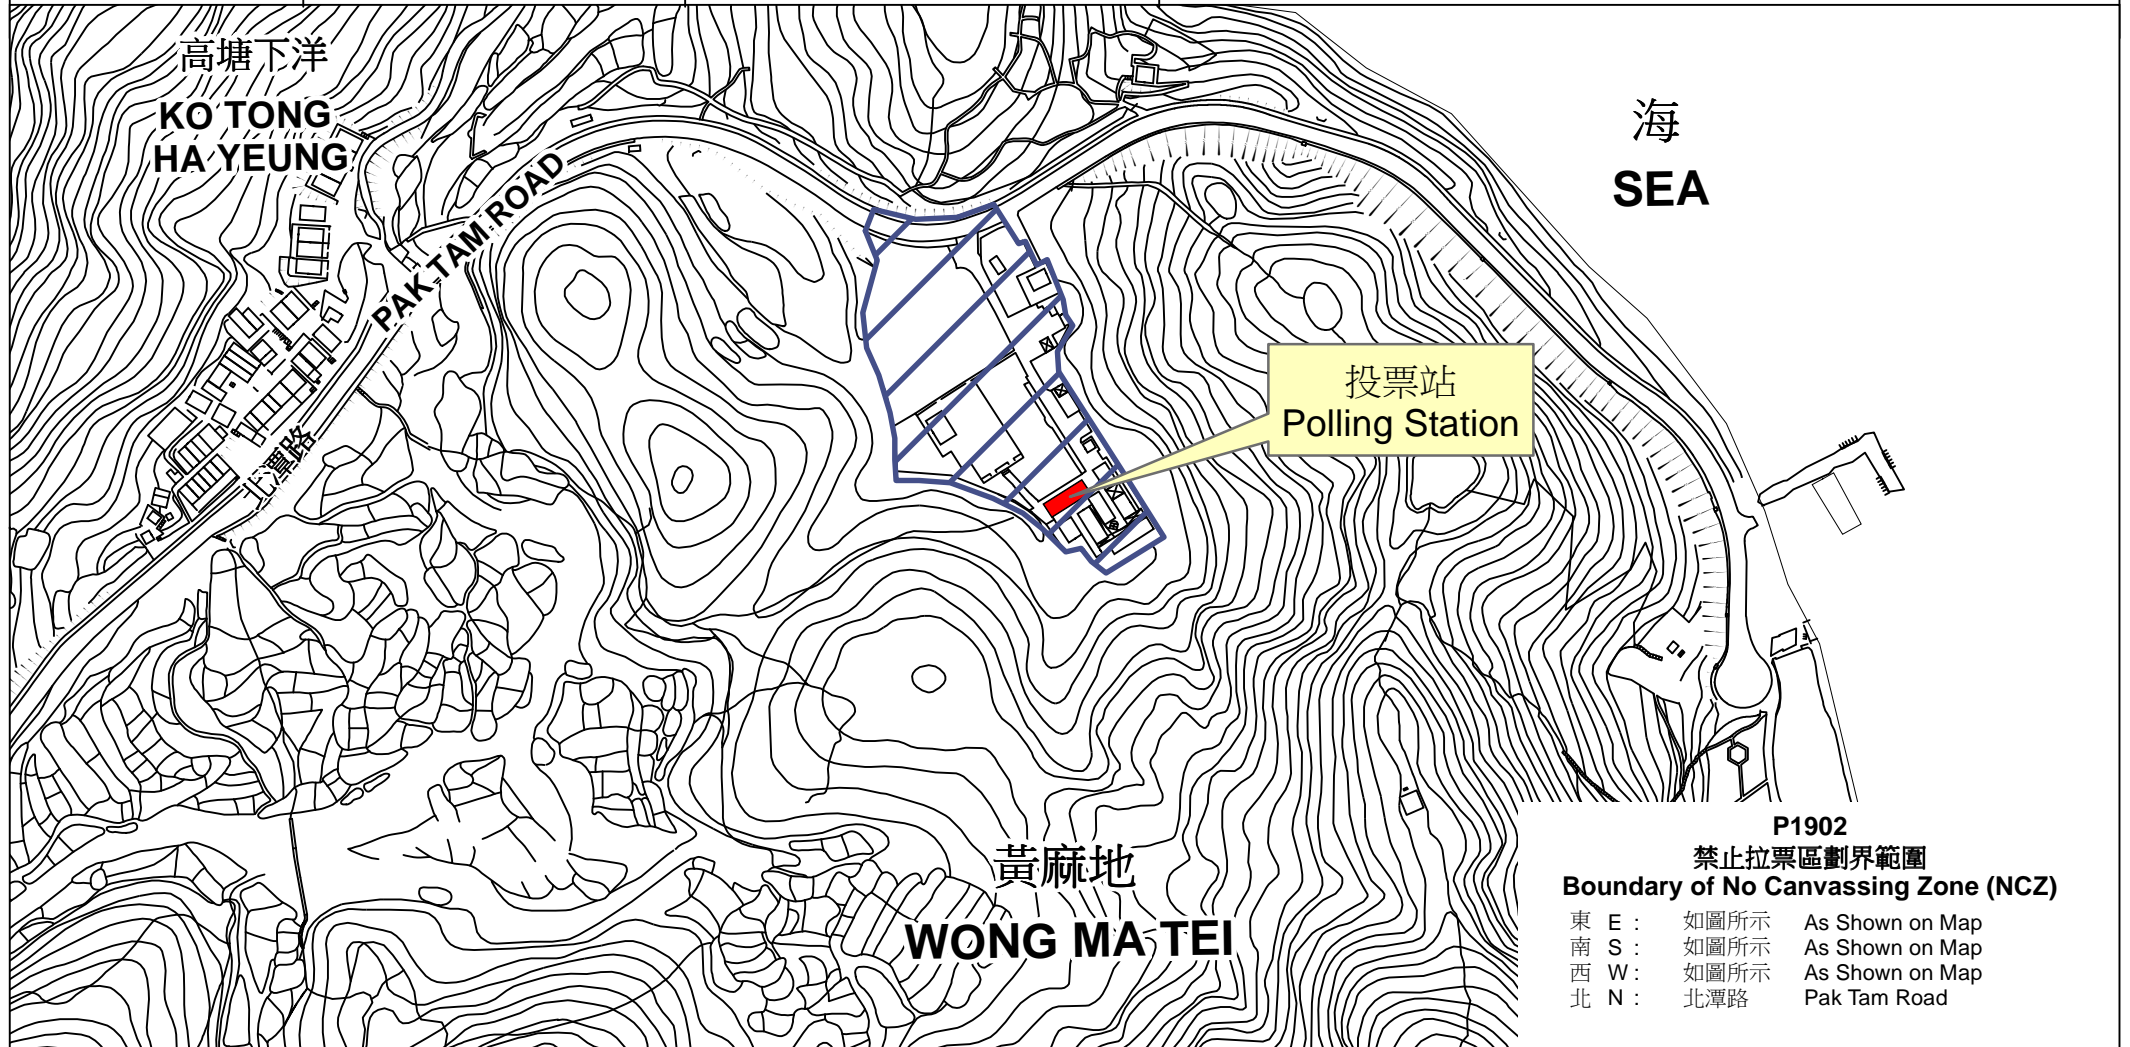 高塘下洋
KO TONG
HA YEUNG
PAK TAM ROAD
北潭路
海
SEA
投票站
Polling Station
黃麻地
WONG MA TEI
P1902
禁止拉票區劃界範圍
Boundary of No Canvassing Zone (NCZ)
東 E : 如圖所示 As Shown on Map
南 S : 如圖所示 As Shown on Map
西 W : 如圖所示 As Shown on Map
北 N : 北潭路 Pak Tam Road